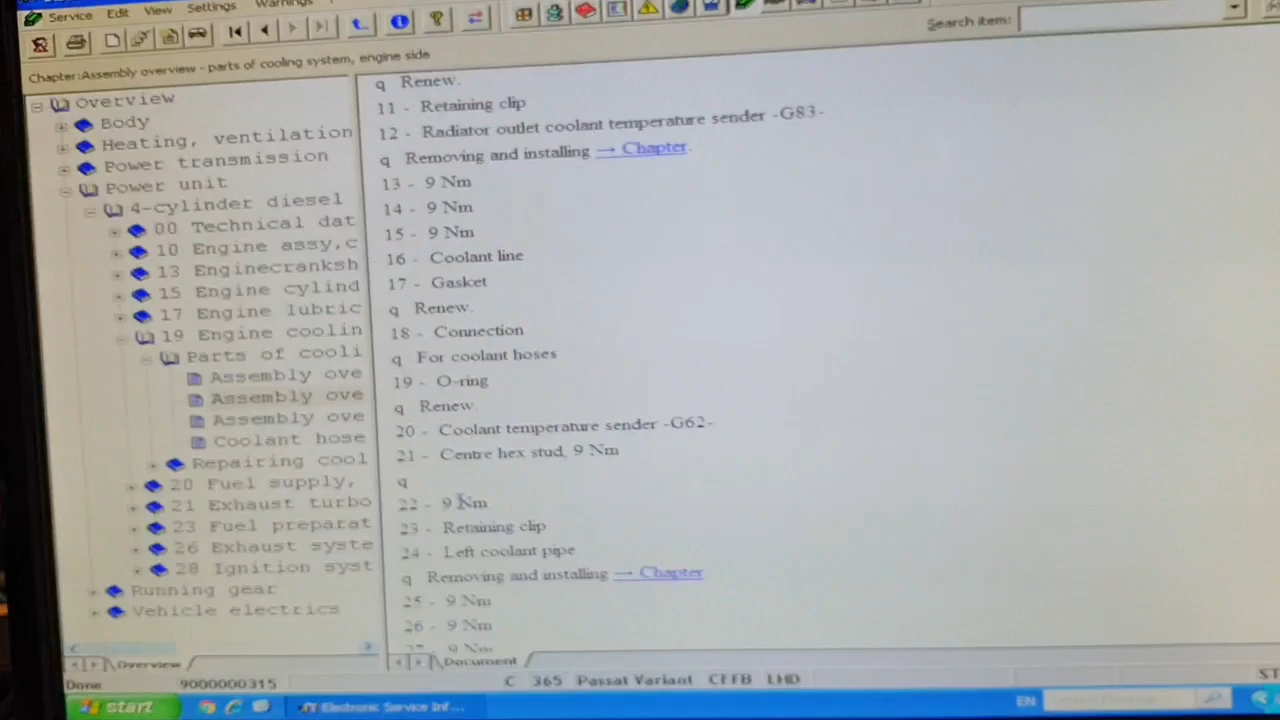 Service Edit View Settings Warnings
Search item:
Chapter:Assembly overview - parts of cooling system, engine side
Overview
Body
Heating, ventilation
Power transmission
Power unit
4-cylinder diesel
00 Technical dat
10 Engine assy,c
13 Enginecranksh
15 Engine cylind
17 Engine lubric
19 Engine coolin
Parts of cooli
Assembly ove
Assembly ove
Assembly ove
Coolant hose
Repairing cool
20 Fuel supply,
21 Exhaust turbo
23 Fuel preparat
26 Exhaust syste
28 Ignition syst
Running gear
Vehicle electrics
Overview
q Renew.
11 - Retaining clip
12 - Radiator outlet coolant temperature sender -G83-
q Removing and installing → Chapter.
13 - 9 Nm
14 - 9 Nm
15 - 9 Nm
16 - Coolant line
17 - Gasket
q Renew.
18 - Connection
q For coolant hoses
19 - O-ring
q Renew.
20 - Coolant temperature sender -G62-
21 - Centre hex stud, 9 Nm
q
22 - 9 Nm
23 - Retaining clip
24 - Left coolant pipe
q Removing and installing → Chapter
25 - 9 Nm
26 - 9 Nm
27 - 9 Nm
Document
Done 9000000315 C 365 Passat Variant CFFB LHD ST
start Electronic Service Inf... EN